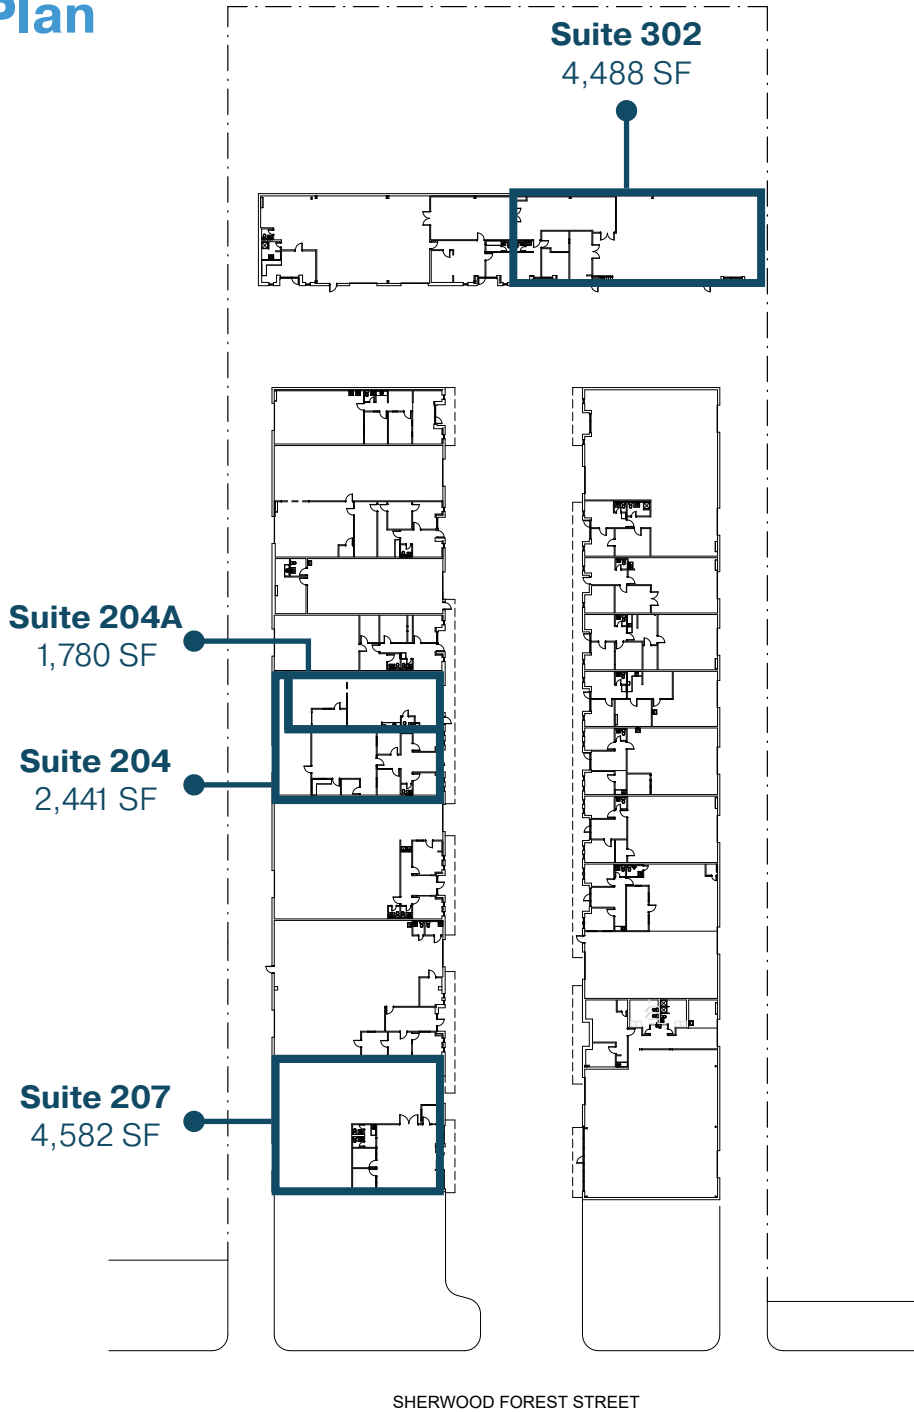 Plan
Suite 302
4,488 SF
Suite 204A
1,780 SF
Suite 204
2,441 SF
Suite 207
4,582 SF
SHERWOOD FOREST STREET